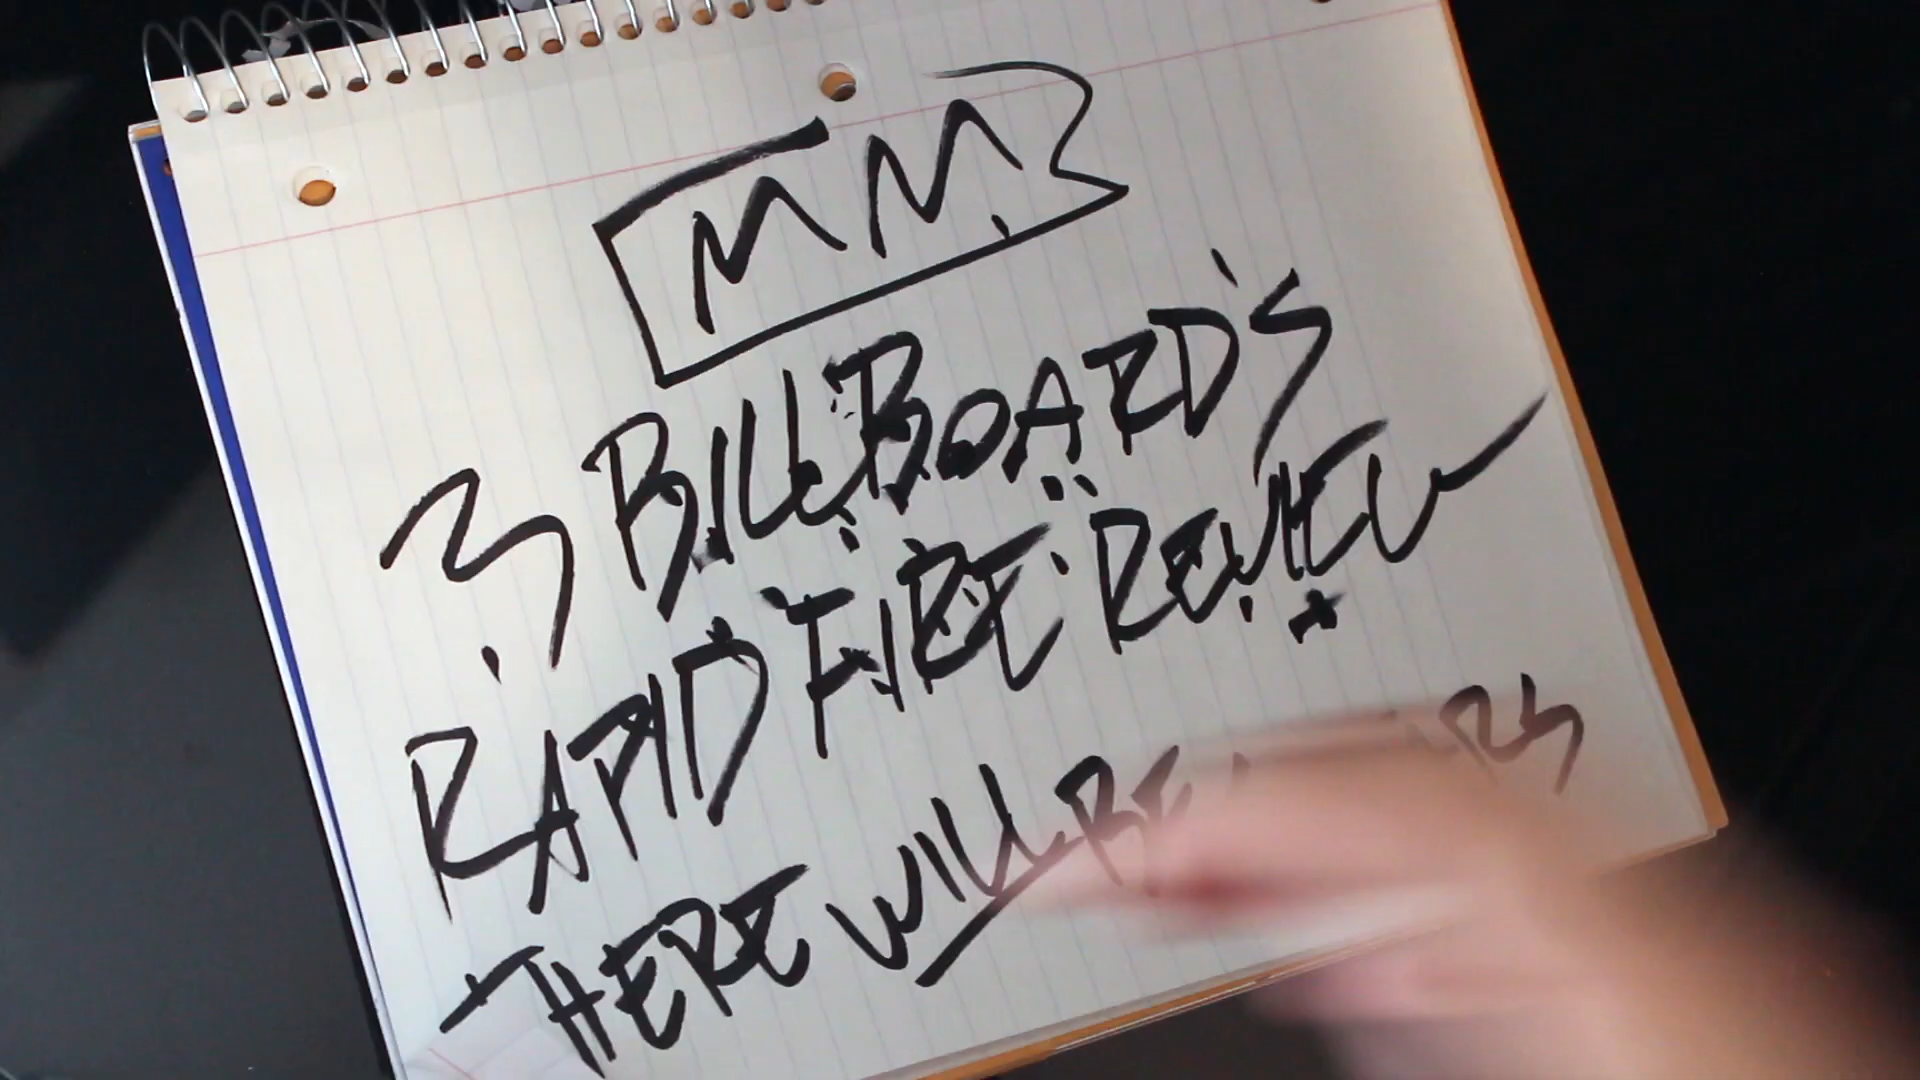 MM
3 BILLBOARD'S
RAPID FIRE REVIEW
THERE WILL BE